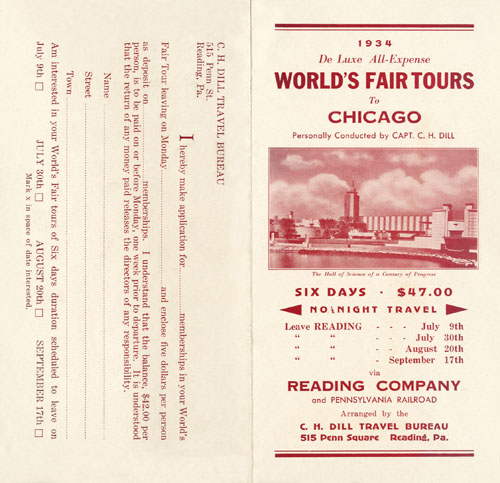 C. H. DILL TRAVEL BUREAU
515 Penn St.
Reading, Pa.
I hereby make application for memberships in your World's
Fair Tour leaving on Monday and enclose five dollars per person
as deposit on memberships. I understand that the balance, $42.00 per
person, is to be paid on or before Monday, one week prior to departure. It is understood
that the return of any money paid releases the directors of any responsibility.
Name
Street
Town
Am interested in your World's Fair tours of Six days duration scheduled to leave on
July 9th □ JULY 30th □ AUGUST 20th □ SEPTEMBER 17th □
Mark x in space of date interested.
1934
De Luxe All-Expense
WORLD'S FAIR TOURS
To
CHICAGO
Personally Conducted by CAPT. C. H. DILL
The Hall of Science of a Century of Progress
SIX DAYS · $47.00
NO NIGHT TRAVEL
Leave READING - - - July 9th
" " - - - July 30th
" " - - August 20th
" " - September 17th
via
READING COMPANY
and PENNSYLVANIA RAILROAD
Arranged by the
C. H. DILL TRAVEL BUREAU
515 Penn Square Reading, Pa.